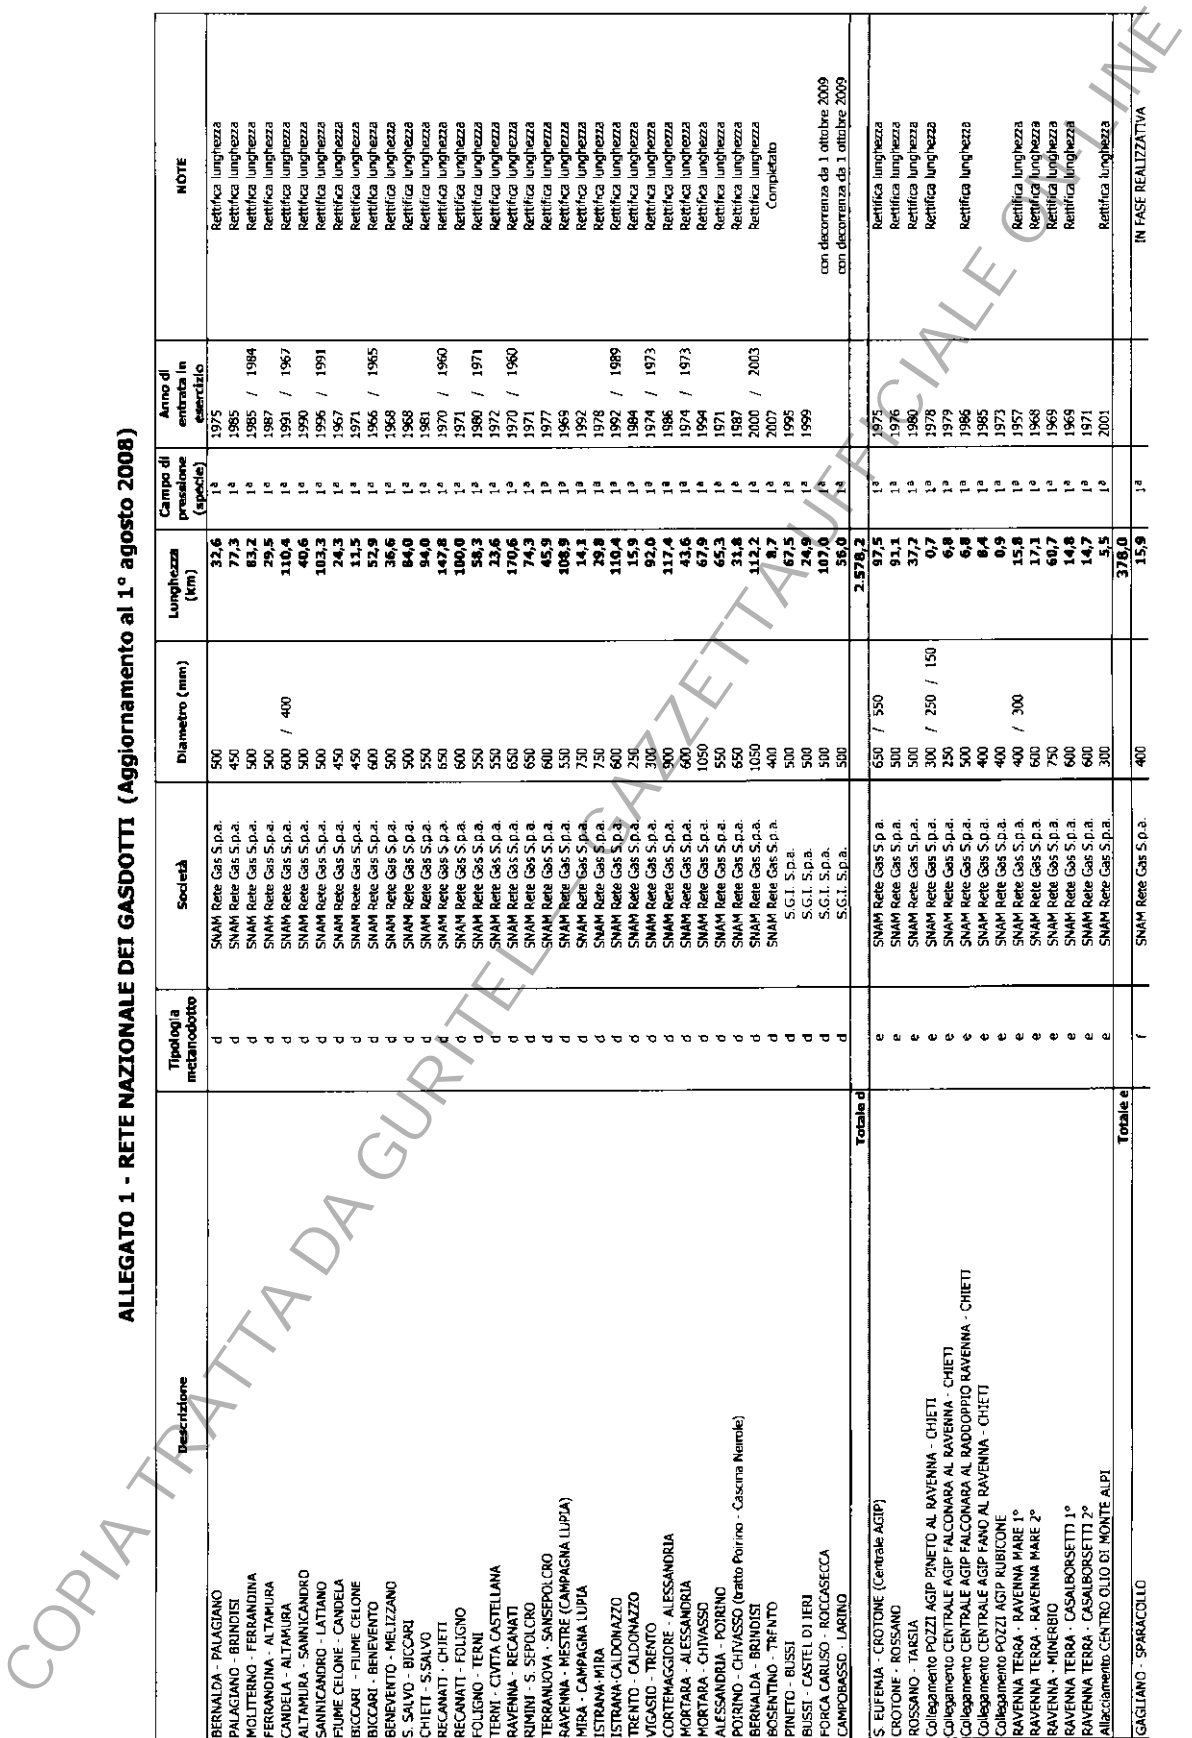 ALLEGATO 1 - RETE NAZIONALE DEI GASDOTTI (Aggiornamento al 1° agosto 2008)
Descrizione Tipologia metanodotto Società Diametro (mm) Lunghezza (km) Campo di pressione (specie) Anno di entrata in esercizio NOTE
BERNALDA - PALAGIANO d SNAM Rete Gas S.p.a. 500 32,6 1ª 1975 Rettifica lunghezza
PALAGIANO - BRINDISI d SNAM Rete Gas S.p.a. 450 77,3 1ª 1985 Rettifica lunghezza
MOLITERNO - FERRANDINA d SNAM Rete Gas S.p.a. 500 83,2 1ª 1985 / 1984 Rettifica lunghezza
FERRANDINA - ALTAMURA d SNAM Rete Gas S.p.a. 500 29,5 1ª 1987 Rettifica lunghezza
CANDELA - ALTAMURA d SNAM Rete Gas S.p.a. 600 / 400 110,4 1ª 1991 / 1967 Rettifica lunghezza
ALTAMURA - SANNICANDRO d SNAM Rete Gas S.p.a. 500 40,6 1ª 1990 Rettifica lunghezza
SANNICANDRO - LATIANO d SNAM Rete Gas S.p.a. 500 103,3 1ª 1996 / 1991 Rettifica lunghezza
FIUME CELONE - CANDELA d SNAM Rete Gas S.p.a. 450 24,3 1ª 1967 Rettifica lunghezza
BICCARI - FIUME CELONE d SNAM Rete Gas S.p.a. 450 11,5 1ª 1971 Rettifica lunghezza
BICCARI - BENEVENTO d SNAM Rete Gas S.p.a. 600 52,9 1ª 1966 / 1965 Rettifica lunghezza
BENEVENTO - MELIZZANO d SNAM Rete Gas S.p.a. 500 36,6 1ª 1968 Rettifica lunghezza
S. SALVO - BICCARI d SNAM Rete Gas S.p.a. 500 84,0 1ª 1968 Rettifica lunghezza
CHIETI - S.SALVO d SNAM Rete Gas S.p.a. 550 94,0 1ª 1981 Rettifica lunghezza
RECANATI - CHIETI d SNAM Rete Gas S.p.a. 650 147,8 1ª 1970 / 1960 Rettifica lunghezza
RECANATI - FOLIGNO d SNAM Rete Gas S.p.a. 600 100,0 1ª 1971 Rettifica lunghezza
FOLIGNO - TERNI d SNAM Rete Gas S.p.a. 550 58,3 1ª 1980 / 1971 Rettifica lunghezza
TERNI - CIVITA CASTELLANA d SNAM Rete Gas S.p.a. 550 1ª 1972 Rettifica lunghezza
RAVENNA - RECANATI d SNAM Rete Gas S.p.a. 650 170,6 1ª 1970 / 1960 Rettifica lunghezza
RIMINI - S. SEPOLCRO d SNAM Rete Gas S.p.a. 650 74,3 1ª 1971 Rettifica lunghezza
TERRANUOVA - SANSEPOLCRO d SNAM Rete Gas S.p.a. 600 45,9 1ª 1977 Rettifica lunghezza
RAVENNA - MESTRE (CAMPAGNA LUPIA) d SNAM Rete Gas S.p.a. 550 108,9 1ª 1969 Rettifica lunghezza
MIRA - CAMPAGNA LUPIA d SNAM Rete Gas S.p.a. 750 14,1 1ª 1992 Rettifica lunghezza
ISTRANA-MIRA d SNAM Rete Gas S.p.a. 750 29,8 1ª 1978 Rettifica lunghezza
ISTRANA-CALDONAZZO d SNAM Rete Gas S.p.a. 600 110,4 1ª 1992 / 1989 Rettifica lunghezza
TRENTO - CALDONAZZO d SNAM Rete Gas S.p.a. 250 15,9 1ª 1984 Rettifica lunghezza
VIGASIO - TRENTO d SNAM Rete Gas S.p.a. 300 92,0 1ª 1974 / 1973 Rettifica lunghezza
CORTEMAGGIORE - ALESSANDRIA d SNAM Rete Gas S.p.a. 900 117,4 1ª 1986 Rettifica lunghezza
MORTARA - ALESSANDRIA d SNAM Rete Gas S.p.a. 600 43,6 1ª 1974 / 1973 Rettifica lunghezza
MORTARA - CHIVASSO d SNAM Rete Gas S.p.a. 1050 67,9 1ª 1994 Rettifica lunghezza
ALESSANDRIA - POIRINO d SNAM Rete Gas S.p.a. 550 65,3 1ª 1971 Rettifica lunghezza
POIRINO - CHIVASSO (tratto Poirino - Cascina Neirole) d SNAM Rete Gas S.p.a. 650 31,8 1ª 1987 Rettifica lunghezza
BERNALDA - BRINDISI d SNAM Rete Gas S.p.a. 1050 112,2 1ª 2000 / 2003 Rettifica lunghezza
BOSENTINO - TRENTO d SNAM Rete Gas S.p.a. 400 8,7 1ª 2007 Completato
PINETO - BUSSI d S.G.I. S.p.a. 500 67,5 1ª 1995
BUSSI - CASTEL DI IERI d S.G.I. S.p.a. 500 24,9 1ª 1999
FORCA CARUSO - ROCCASECCA d S.G.I. S.p.a. 500 107,0 1ª con decorrenza da 1 ottobre 2009
CAMPOBASSO - LARINO d S.G.I. S.p.a. 500 56,0 1ª con decorrenza da 1 ottobre 2009
Totale d 2.578,2
S. EUFEMIA - CROTONE (Centrale AGIP) e SNAM Rete Gas S.p.a. 650 / 550 97,5 1ª 1975 Rettifica lunghezza
CROTONE - ROSSANO e SNAM Rete Gas S.p.a. 500 91,1 1ª 1976 Rettifica lunghezza
ROSSANO - TARSIA e SNAM Rete Gas S.p.a. 500 37,2 1ª 1980 Rettifica lunghezza
Collegamento POZZI AGIP PINETO AL RAVENNA - CHIETI e SNAM Rete Gas S.p.a. 300 / 250 / 150 0,7 1ª 1978 Rettifica lunghezza
Collegamento CENTRALE AGIP FALCONARA AL RAVENNA - CHIETI e SNAM Rete Gas S.p.a. 250 6,8 1ª 1979
Collegamento CENTRALE AGIP FALCONARA AL RADDOPPIO RAVENNA - CHIETI e SNAM Rete Gas S.p.a. 500 6,8 1ª 1986 Rettifica lunghezza
Collegamento CENTRALE AGIP FANO AL RAVENNA - CHIETI e SNAM Rete Gas S.p.a. 400 8,4 1ª 1985
Collegamento POZZI AGIP RUBICONE e SNAM Rete Gas S.p.a. 400 0,9 1ª 1973
RAVENNA TERRA - RAVENNA MARE 1° e SNAM Rete Gas S.p.a. 400 / 300 15,8 1ª 1957 Rettifica lunghezza
RAVENNA TERRA - RAVENNA MARE 2° e SNAM Rete Gas S.p.a. 600 17,1 1ª 1968 Rettifica lunghezza
RAVENNA - MINERBIO e SNAM Rete Gas S.p.a. 750 60,7 1ª 1969 Rettifica lunghezza
RAVENNA TERRA - CASALBORSETTI 1° e SNAM Rete Gas S.p.a. 600 14,8 1ª 1969 Rettifica lunghezza
RAVENNA TERRA - CASALBORSETTI 2° e SNAM Rete Gas S.p.a. 600 14,7 1ª 1971
Allacciamento CENTRO OLIO DI MONTE ALPI e SNAM Rete Gas S.p.a. 300 5,5 1ª 2001 Rettifica lunghezza
Totale e 378,0
GAGLIANO - SPARACOLLO f SNAM Rete Gas S.p.a. 400 15,9 1ª IN FASE REALIZZATIVA
COPIA TRATTA DA GURITEL - GAZZETTA UFFICIALE ON-LINE